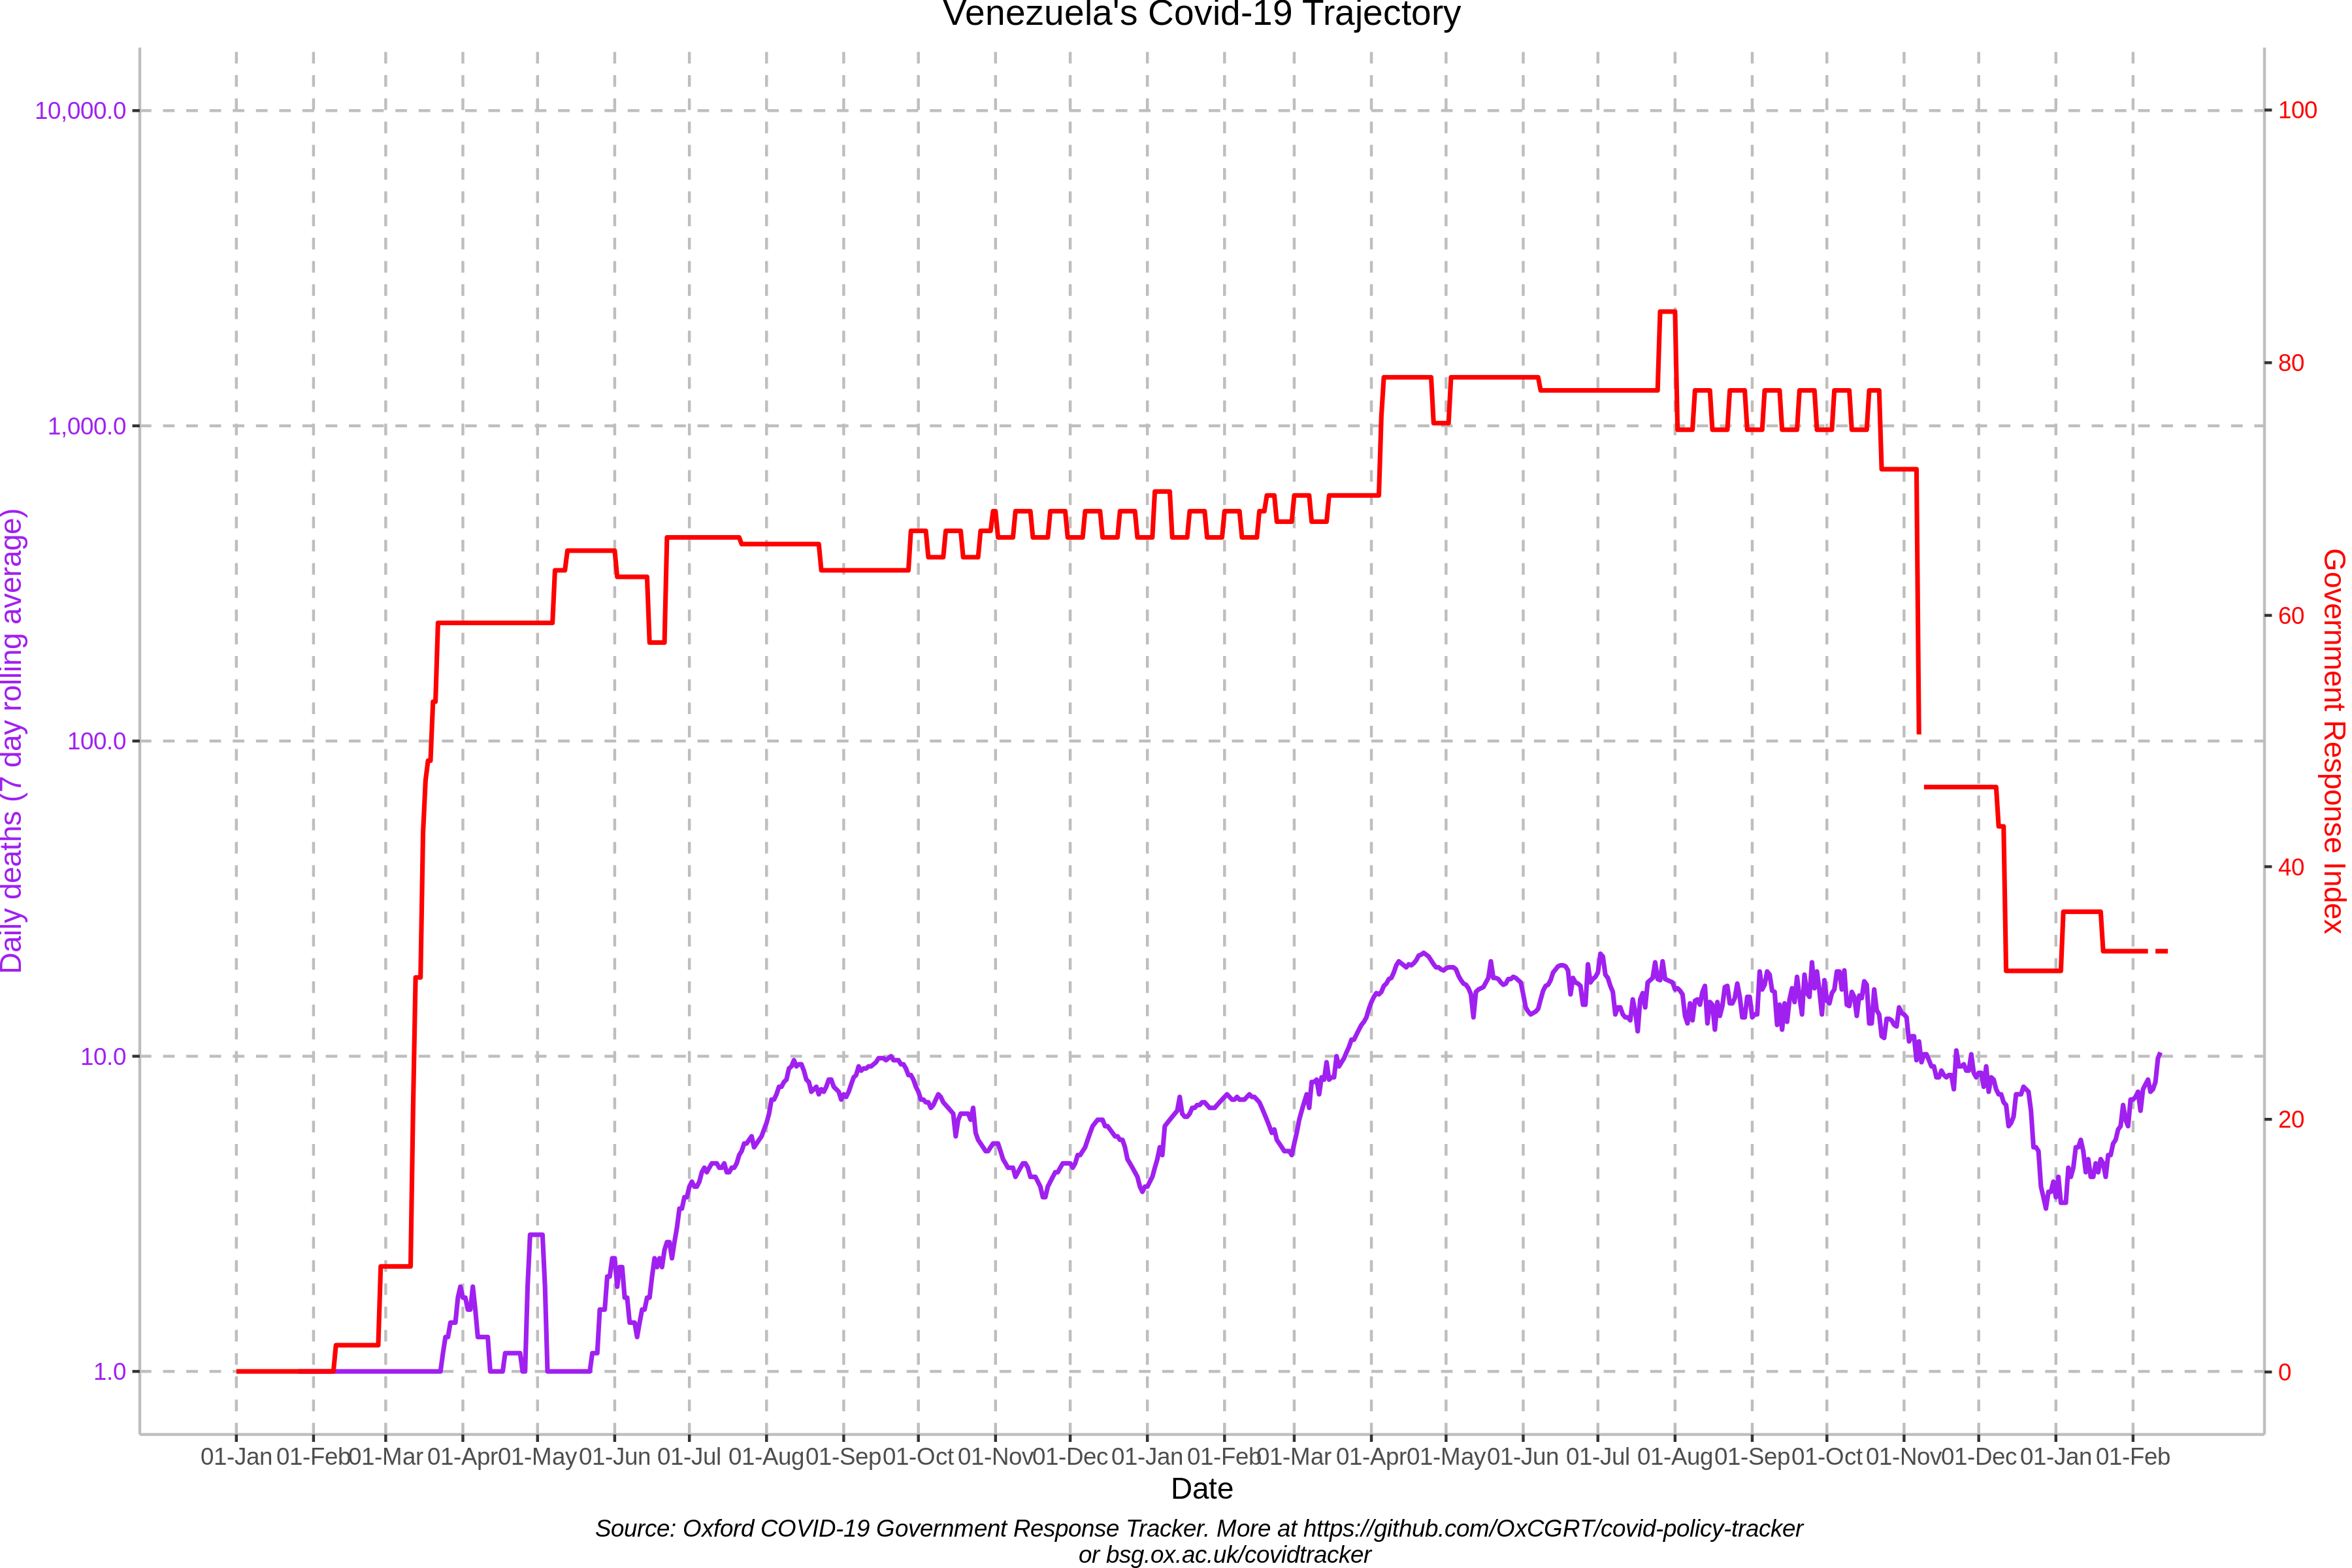 Venezuela's Covid-19 Trajectory
10,000.0
1,000.0
100.0
10.0
1.0
Daily deaths (7 day rolling average)
100
80
60
40
20
0
Government Response Index
01-Jan 01-Feb 01-Mar 01-Apr 01-May 01-Jun 01-Jul 01-Aug 01-Sep 01-Oct 01-Nov 01-Dec 01-Jan 01-Feb 01-Mar 01-Apr 01-May 01-Jun 01-Jul 01-Aug 01-Sep 01-Oct 01-Nov 01-Dec 01-Jan 01-Feb
Date
Source: Oxford COVID-19 Government Response Tracker. More at https://github.com/OxCGRT/covid-policy-tracker
or bsg.ox.ac.uk/covidtracker